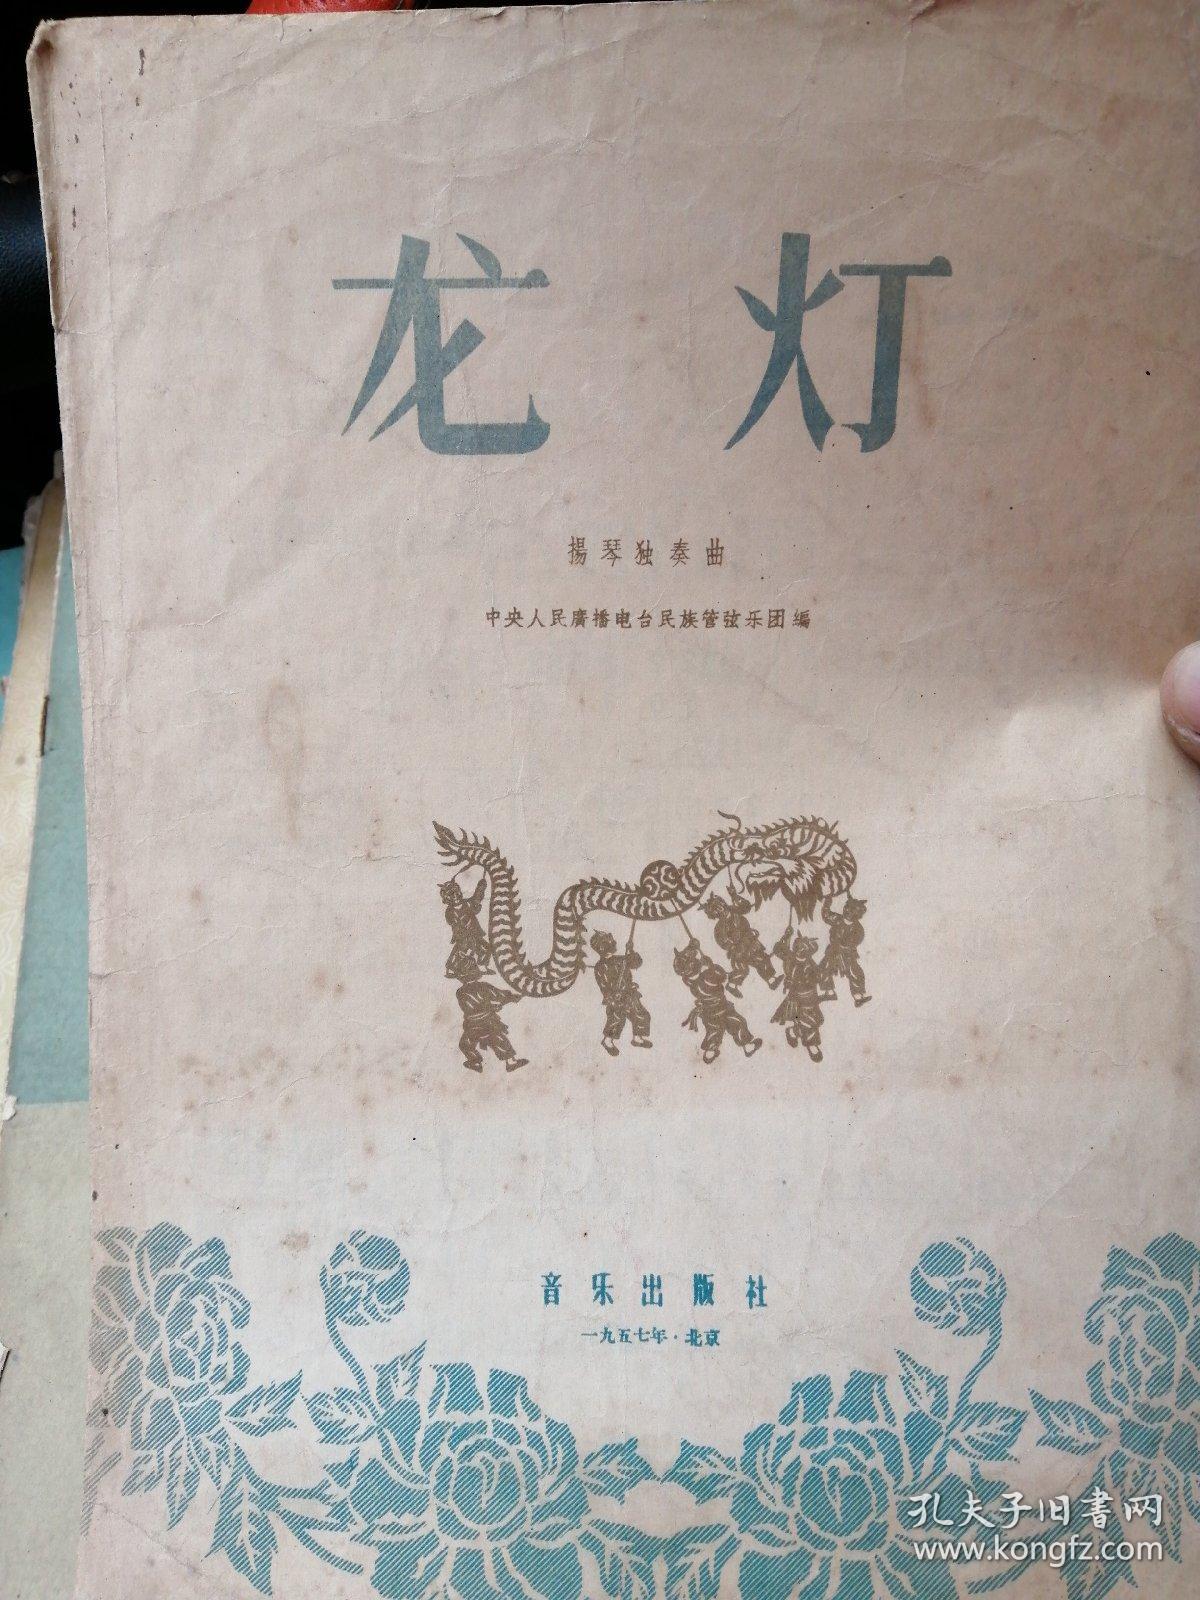 龙灯
揚琴独奏曲
中央人民廣播电台民族管弦乐团编
音乐出版社
一九五七年·北京
孔夫子旧書网
www.kongfz.com